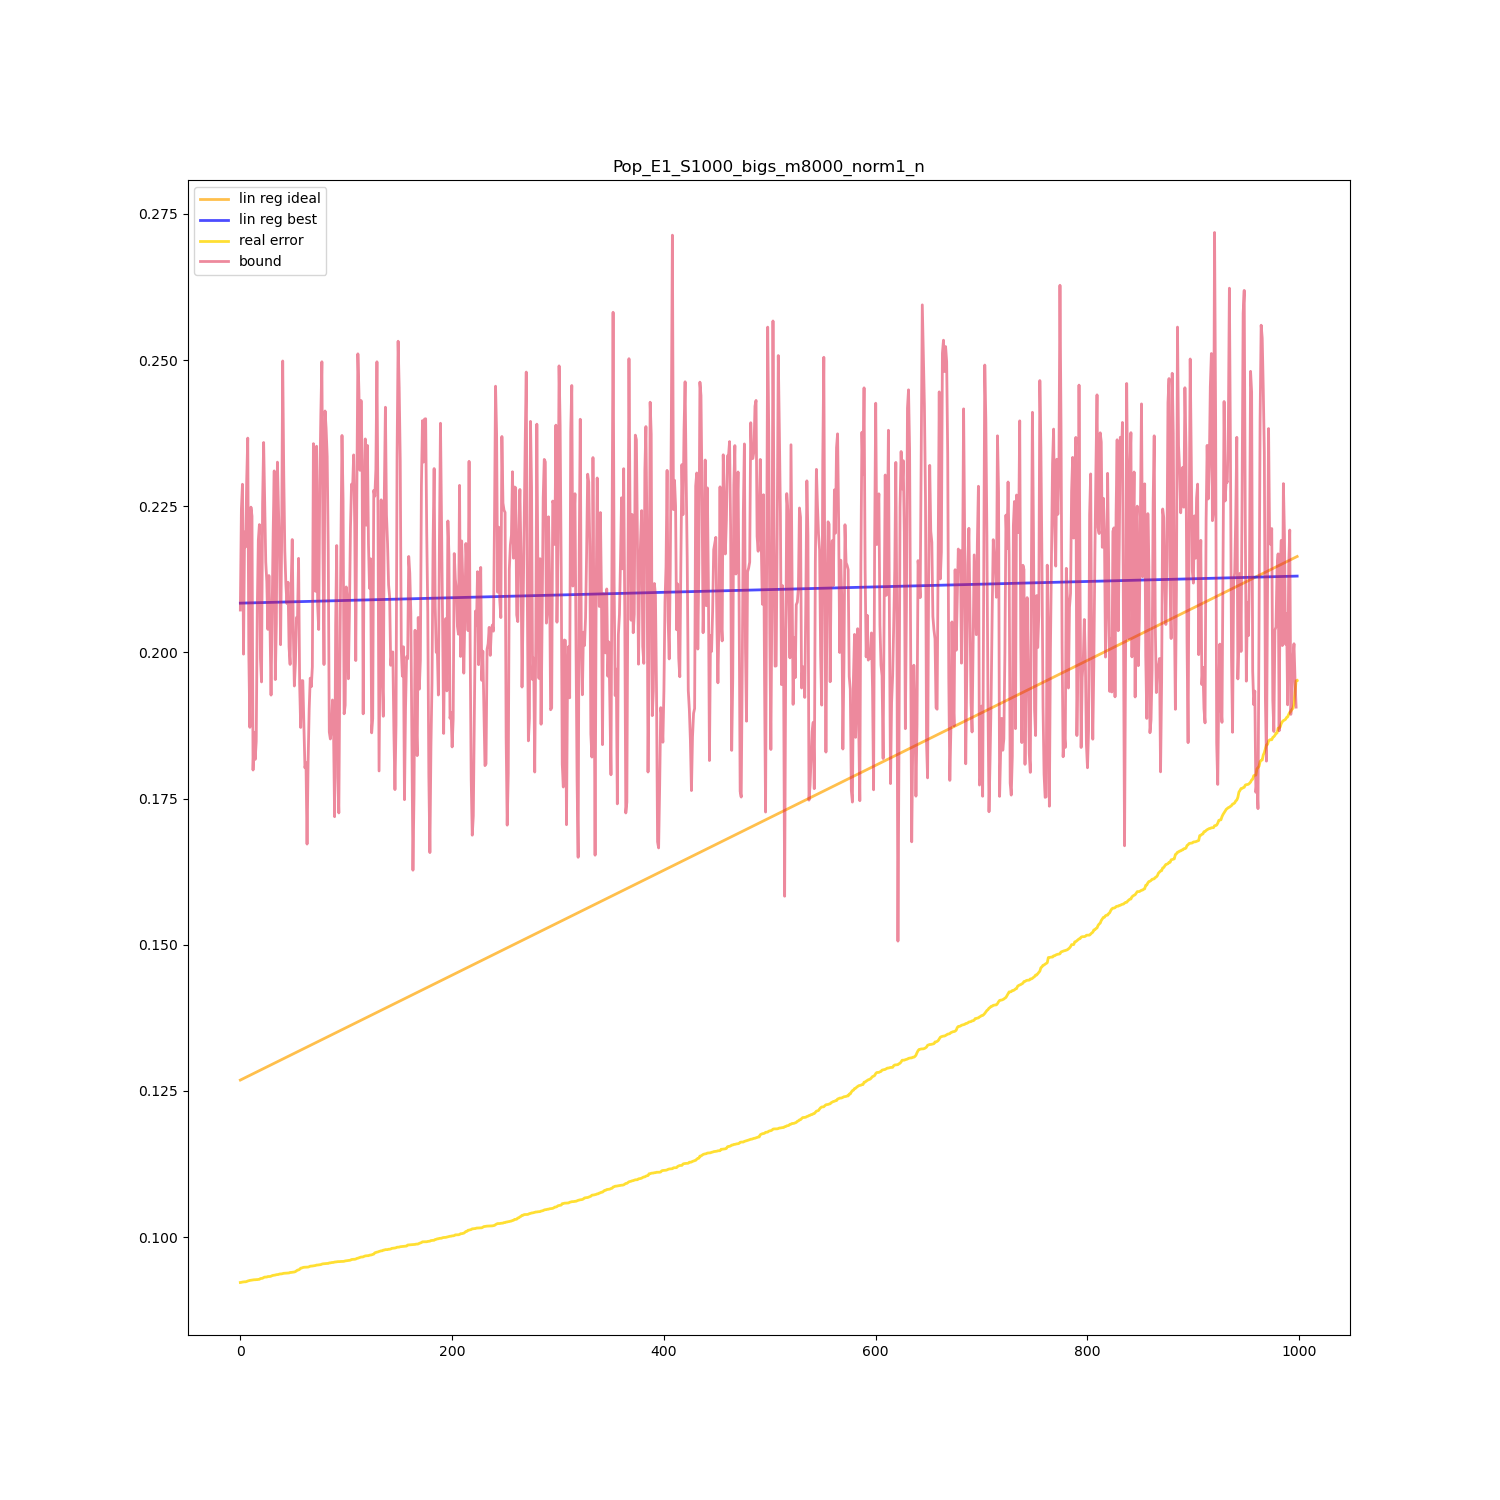 Pop_E1_S1000_bigs_m8000_norm1_n
lin reg ideal
lin reg best
real error
bound
0.275
0.250
0.225
0.200
0.175
0.150
0.125
0.100
0 200 400 600 800 1000